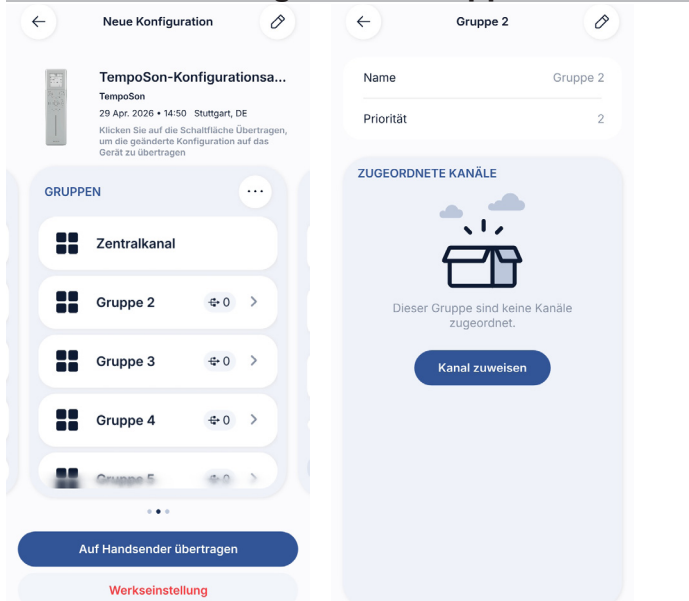 Neue Konfiguration
TempoSon-Konfigurationsa...
TempoSon
29 Apr. 2026 • 14:50 Stuttgart, DE
Klicken Sie auf die Schaltfläche Übertragen,
um die geänderte Konfiguration auf das
Gerät zu übertragen
GRUPPEN
Zentralkanal
Gruppe 2 0
Gruppe 3 0
Gruppe 4 0
Gruppe 5 0
Auf Handsender übertragen
Werkseinstellung
Gruppe 2
Name Gruppe 2
Priorität 2
ZUGEORDNETE KANÄLE
Dieser Gruppe sind keine Kanäle
zugeordnet.
Kanal zuweisen